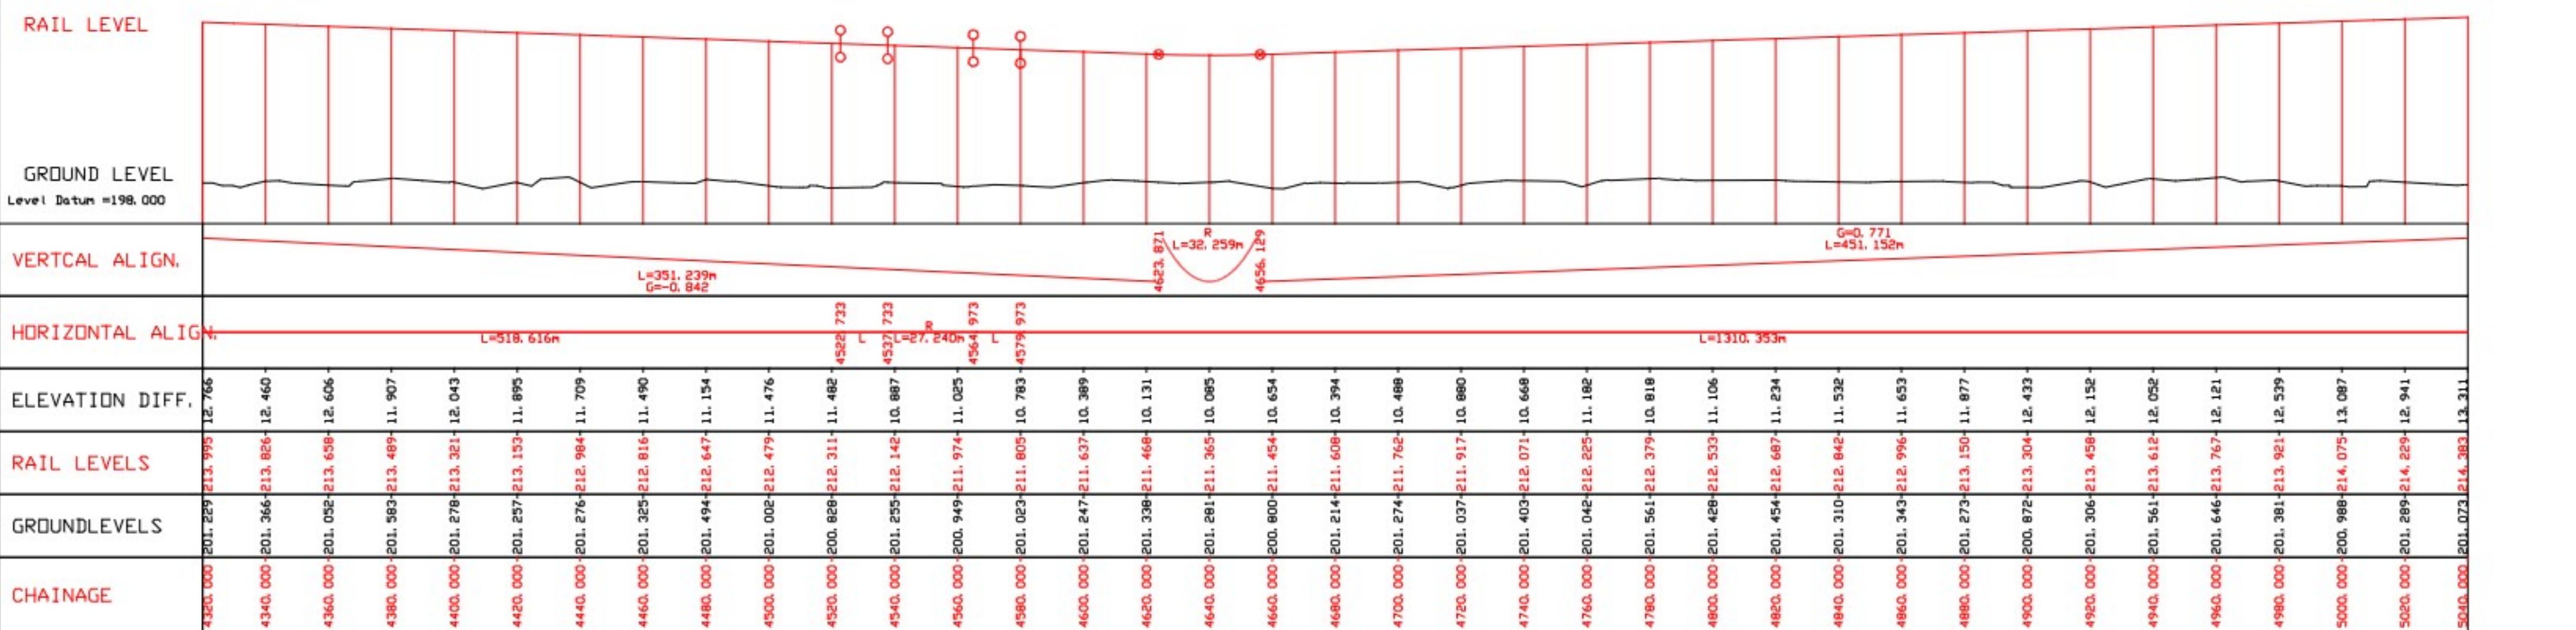 RAIL LEVEL
GROUND LEVEL
Level Datum =198.000
VERTCAL ALIGN.
L=351.239m
G=-0.842
4623.871
R
L=32.259m
4656.129
G=0.771
L=451.152m
HORIZONTAL ALIGN.
L=518.616m
4522.733
L
4537.733
R
L=27.240m
4564.973
L
4579.973
L=1310.353m
ELEVATION DIFF.
12.766 12.460 12.606 11.907 12.043 11.895 11.709 11.490 11.154 11.476 11.482 10.887 11.025 10.783 10.389 10.131 10.085 10.654 10.394 10.488 10.880 10.668 11.182 10.818 11.106 11.234 11.532 11.653 11.877 12.433 12.152 12.052 12.121 12.539 13.087 12.941 13.311
RAIL LEVELS
213.995 213.826 213.658 213.489 213.321 213.153 212.984 212.816 212.647 212.479 212.311 212.142 211.974 211.805 211.637 211.468 211.365 211.454 211.608 211.762 211.917 212.071 212.225 212.379 212.533 212.687 212.842 212.996 213.150 213.304 213.458 213.612 213.767 213.921 214.075 214.229 214.383
GROUNDLEVELS
201.229 201.366 201.052 201.583 201.278 201.257 201.276 201.325 201.494 201.002 200.828 201.255 200.949 201.023 201.247 201.338 201.281 200.800 201.214 201.274 201.037 201.403 201.042 201.561 201.428 201.454 201.310 201.343 201.273 200.872 201.306 201.561 201.646 201.381 200.988 201.289 201.073
CHAINAGE
4320.000 4340.000 4360.000 4380.000 4400.000 4420.000 4440.000 4460.000 4480.000 4500.000 4520.000 4540.000 4560.000 4580.000 4600.000 4620.000 4640.000 4660.000 4680.000 4700.000 4720.000 4740.000 4760.000 4780.000 4800.000 4820.000 4840.000 4860.000 4880.000 4900.000 4920.000 4940.000 4960.000 4980.000 5000.000 5020.000 5040.000